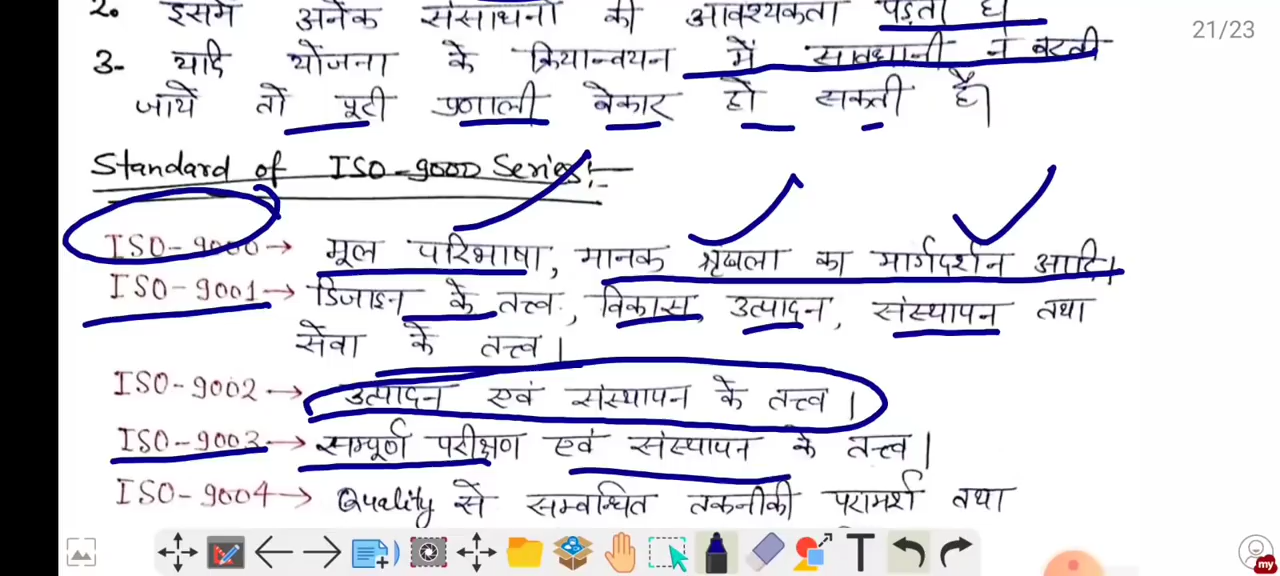 2. इसमें अनेक संसाधनों की आवश्यकता पड़ती है।
21/23
3- यदि योजना के क्रियान्वयन में सावधानी न बरती
जायें तो पूरी प्रणाली बेकार हो सकती है।
Standard of ISO-9000 Series:-
ISO-9000→ मूल परिभाषा, मानक श्रृंखला का मार्गदर्शन आदि।
ISO-9001→ डिजाइन के तत्त्व, विकास, उत्पादन, संस्थापन तथा
सेवा के तत्त्व।
ISO-9002→ उत्पादन एवं संस्थापन के तत्त्व।
ISO-9003→ सम्पूर्ण परीक्षण एवं संस्थापन के तत्त्व।
ISO-9004→ Quality से सम्बन्धित तकनीकी परामर्श तथा
my